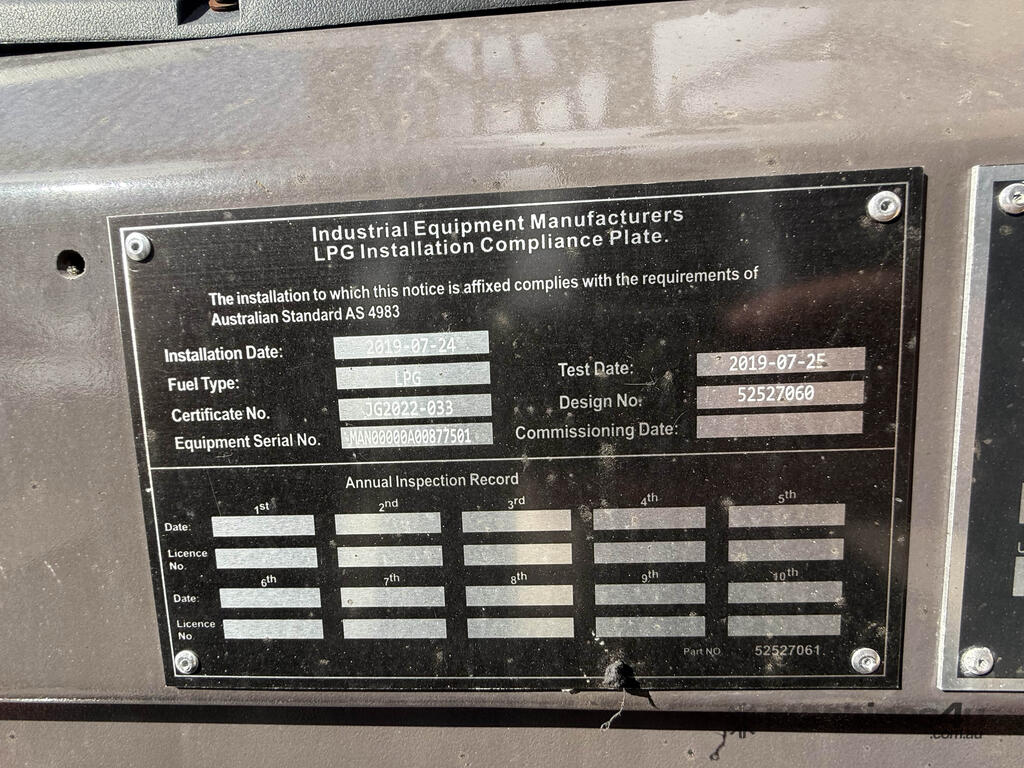 Industrial Equipment Manufacturers
LPG Installation Compliance Plate.
The installation to which this notice is affixed complies with the requirements of
Australian Standard AS 4983
Installation Date: 2019-07-24
Test Date: 2019-07-25
Fuel Type: LPG
Design No: 52527060
Certificate No. JG2022-033
Commissioning Date:
Equipment Serial No. MAN00000A00877501
Annual Inspection Record
1st 2nd 3rd 4th 5th
Date:
Licence
No.
6th 7th 8th 9th 10th
Date:
Licence
No.
Part NO 52527061.
.com.au